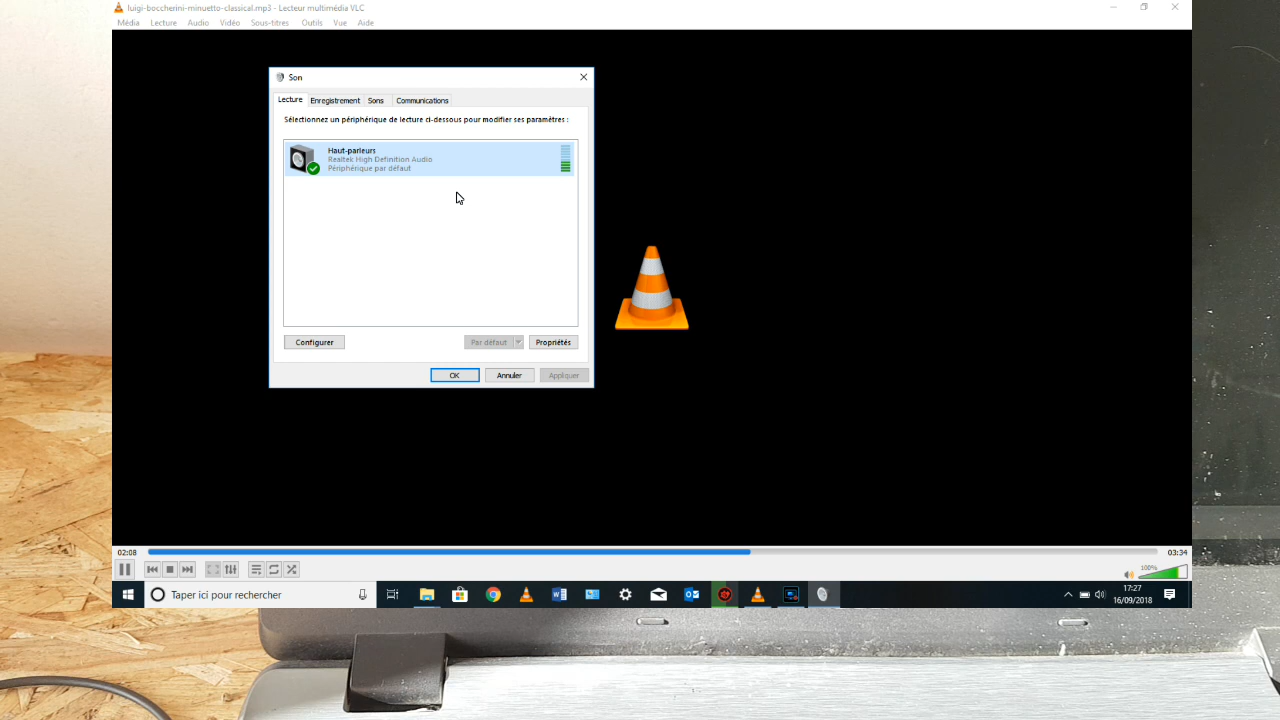 luigi-boccherini-minuetto-classical.mp3 - Lecteur multimédia VLC
Média Lecture Audio Vidéo Sous-titres Outils Vue Aide
Son
Lecture Enregistrement Sons Communications
Sélectionnez un périphérique de lecture ci-dessous pour modifier ses paramètres :
Haut-parleurs
Realtek High Definition Audio
Périphérique par défaut
Configurer Par défaut Propriétés
OK Annuler Appliquer
02:08 03:34
100%
Taper ici pour rechercher
17:27
16/09/2018